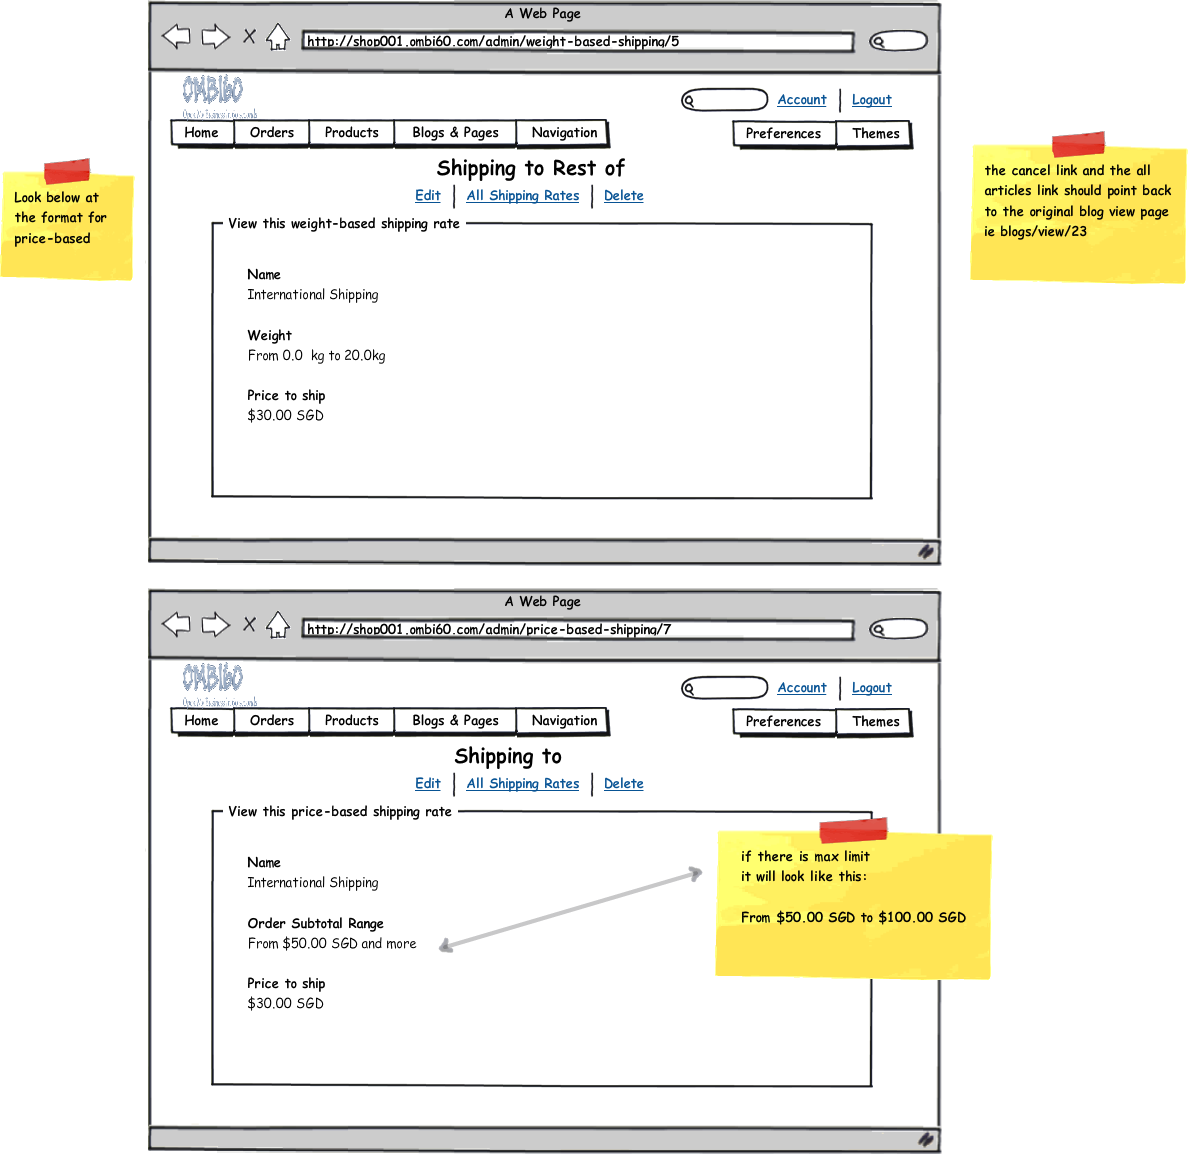 A Web Page
http://shop001.ombi60.com/admin/weight-based-shipping/5
OMBI60
Account
Logout
Home
Orders
Products
Blogs & Pages
Navigation
Preferences
Themes
Shipping to Rest of
Edit
All Shipping Rates
Delete
View this weight-based shipping rate
Name
International Shipping
Weight
From 0.0 kg to 20.0kg
Price to ship
$30.00 SGD
Look below at
the format for
price-based
the cancel link and the all
articles link should point back
to the original blog view page
ie blogs/view/23
A Web Page
http://shop001.ombi60.com/admin/price-based-shipping/7
OMBI60
Account
Logout
Home
Orders
Products
Blogs & Pages
Navigation
Preferences
Themes
Shipping to
Edit
All Shipping Rates
Delete
View this price-based shipping rate
Name
International Shipping
Order Subtotal Range
From $50.00 SGD and more
Price to ship
$30.00 SGD
if there is max limit
it will look like this:
From $50.00 SGD to $100.00 SGD